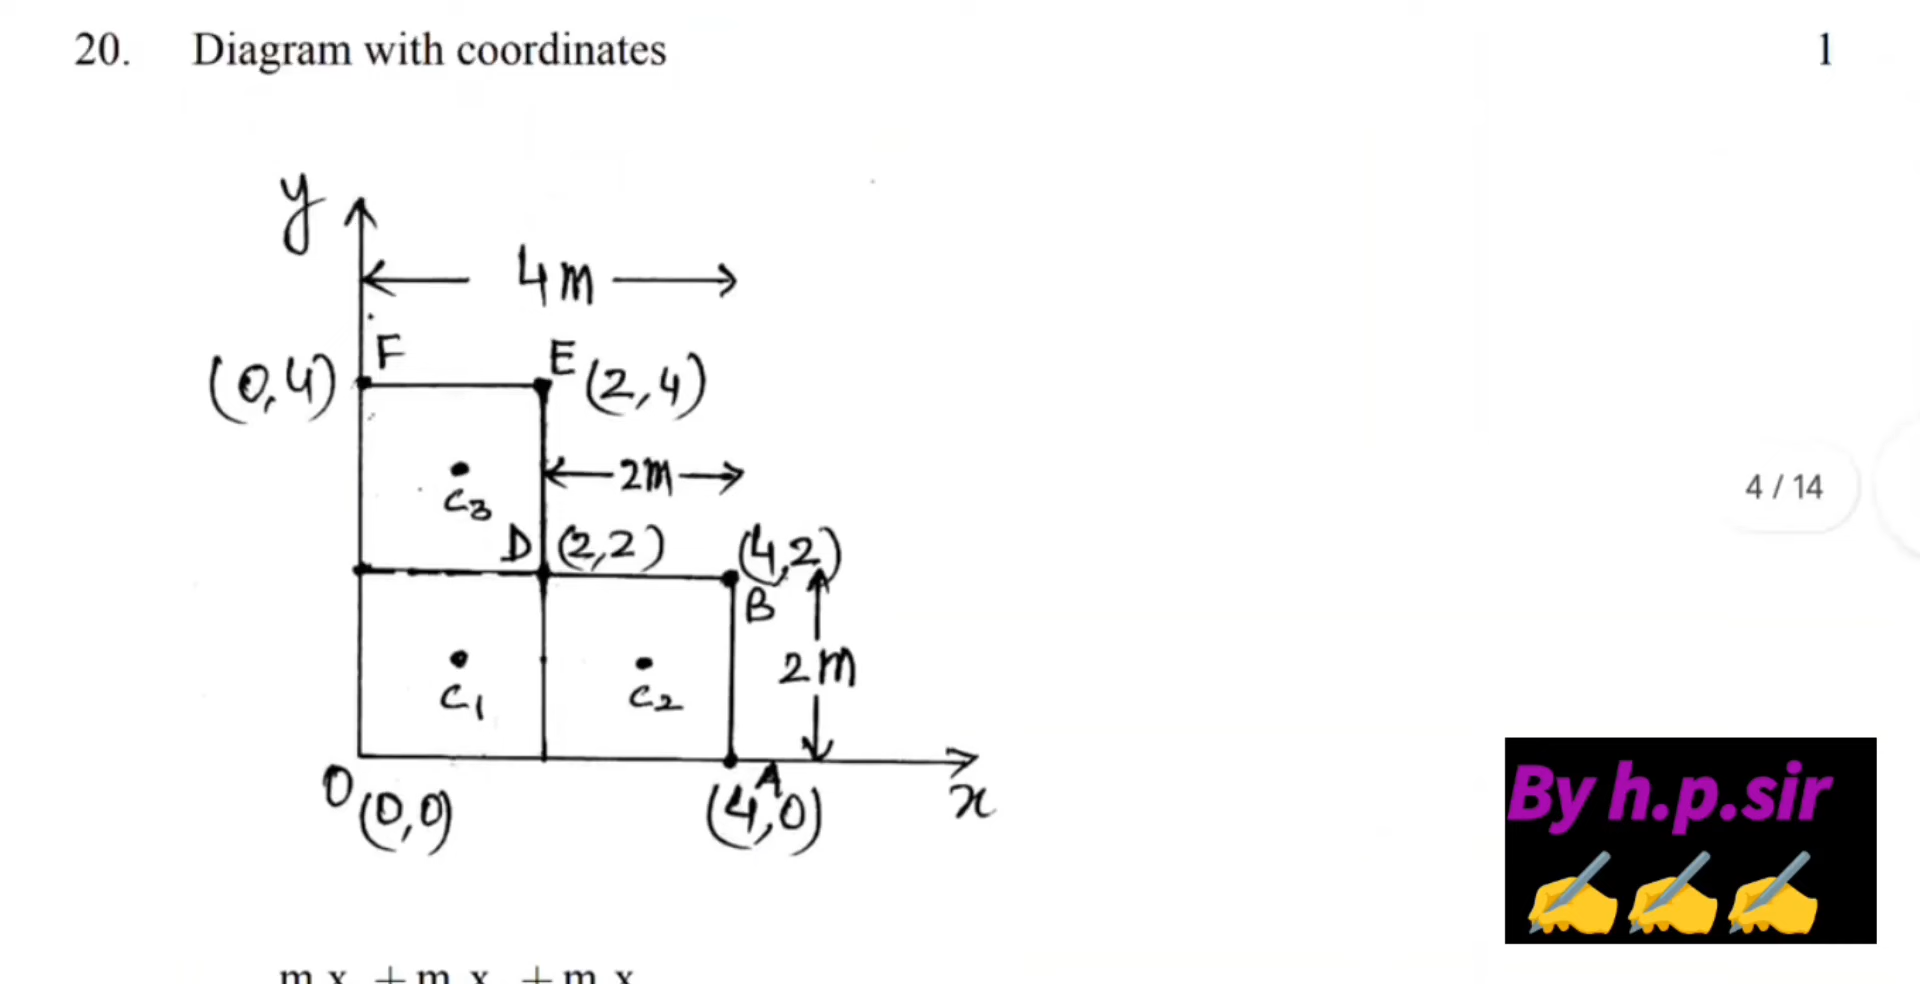 20. Diagram with coordinates 1
y
4m
F
E
(0,4)
(2,4)
2m
C3
D (2,2)
(4,2)
B
2m
C1
C2
O
A
(0,0)
(4,0)
x
4 / 14
By h.p.sir
m x + m x + m x